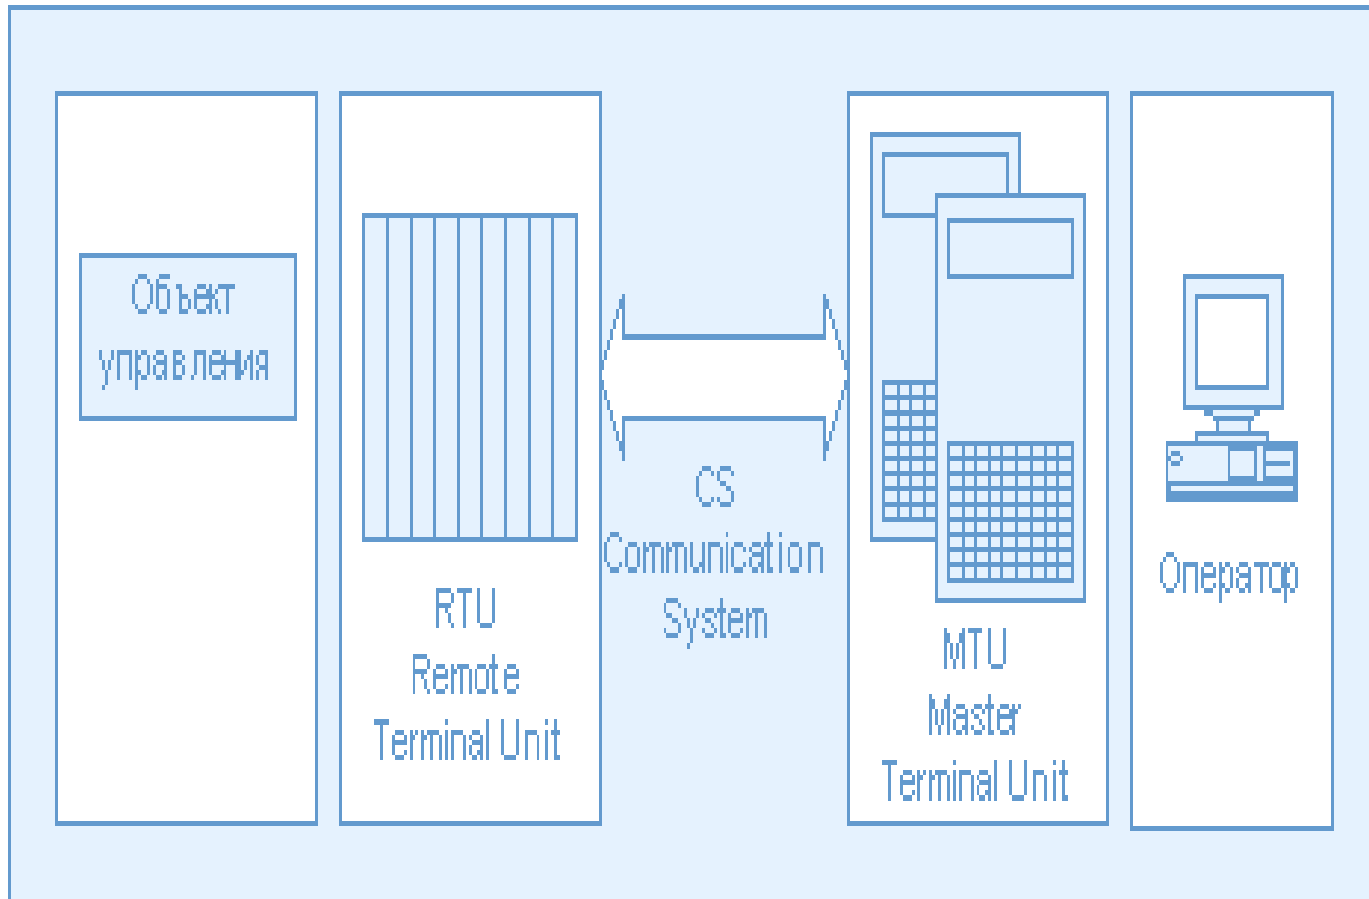 Объект
управления
RTU
Remote
Terminal Unit
CS
Communication
System
MTU
Master
Terminal Unit
Оператор